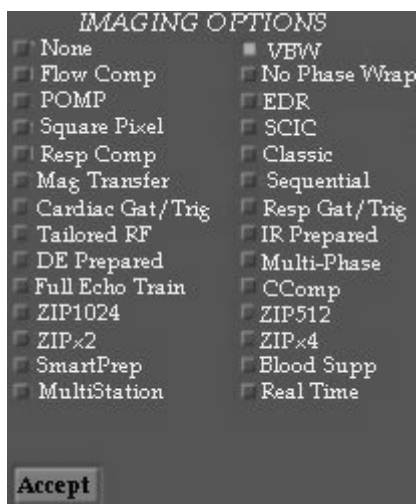 IMAGING OPTIONS
None VBW
Flow Comp No Phase Wrap
POMP EDR
Square Pixel SCIC
Resp Comp Classic
Mag Transfer Sequential
Cardiac Gat/Trig Resp Gat/Trig
Tailored RF IR Prepared
DE Prepared Multi-Phase
Full Echo Train CComp
ZIP1024 ZIP512
ZIPx2 ZIPx4
SmartPrep Blood Supp
MultiStation Real Time
Accept